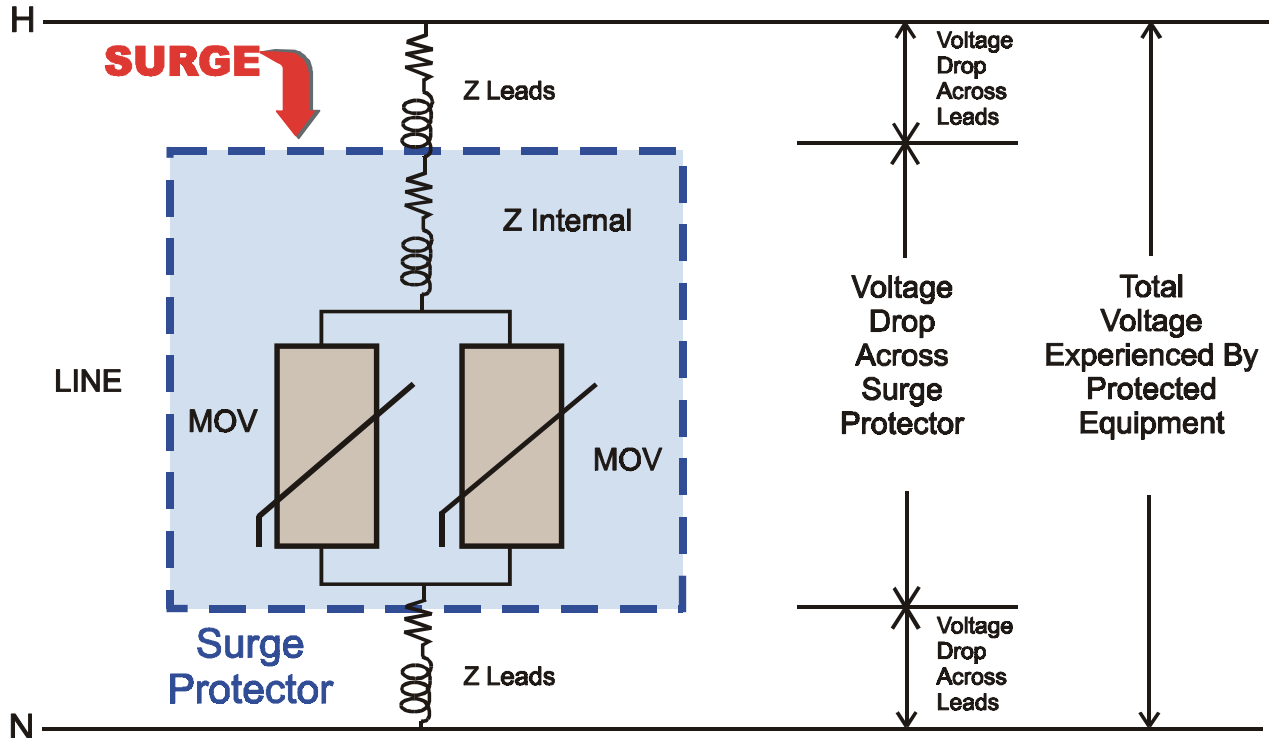 H
SURGE
Z Leads
Voltage
Drop
Across
Leads
Z Internal
LINE
MOV
MOV
Voltage
Drop
Across
Surge
Protector
Total
Voltage
Experienced By
Protected
Equipment
Surge
Protector
Z Leads
Voltage
Drop
Across
Leads
N